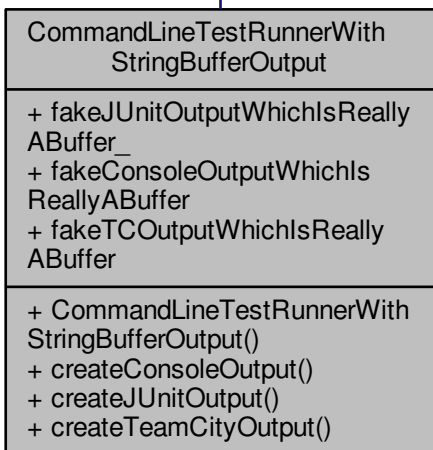 CommandLineTestRunnerWith
StringBufferOutput
+ fakeJUnitOutputWhichIsReally
ABuffer_
+ fakeConsoleOutputWhichIs
ReallyABuffer
+ fakeTCOutputWhichIsReally
ABuffer
+ CommandLineTestRunnerWith
StringBufferOutput()
+ createConsoleOutput()
+ createJUnitOutput()
+ createTeamCityOutput()